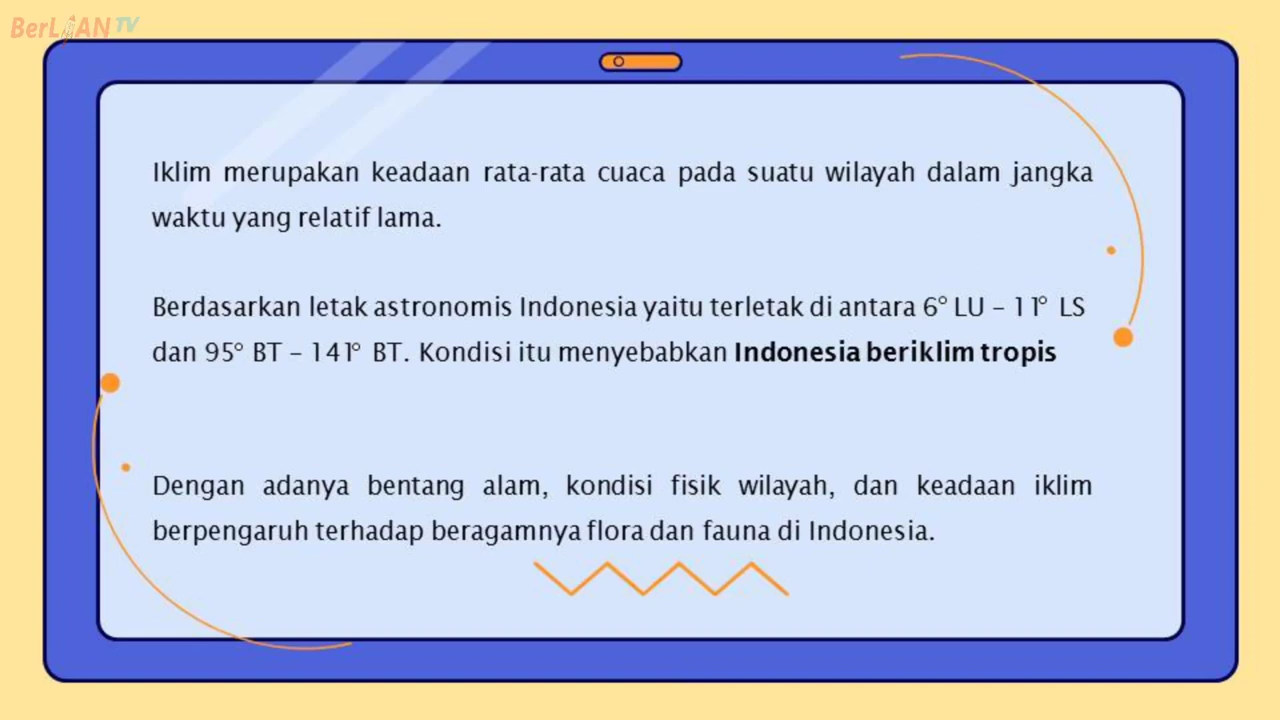 BerLIAN TV
Iklim merupakan keadaan rata-rata cuaca pada suatu wilayah dalam jangka
waktu yang relatif lama.
Berdasarkan letak astronomis Indonesia yaitu terletak di antara 6° LU – 11° LS
dan 95° BT – 141° BT. Kondisi itu menyebabkan Indonesia beriklim tropis
Dengan adanya bentang alam, kondisi fisik wilayah, dan keadaan iklim
berpengaruh terhadap beragamnya flora dan fauna di Indonesia.